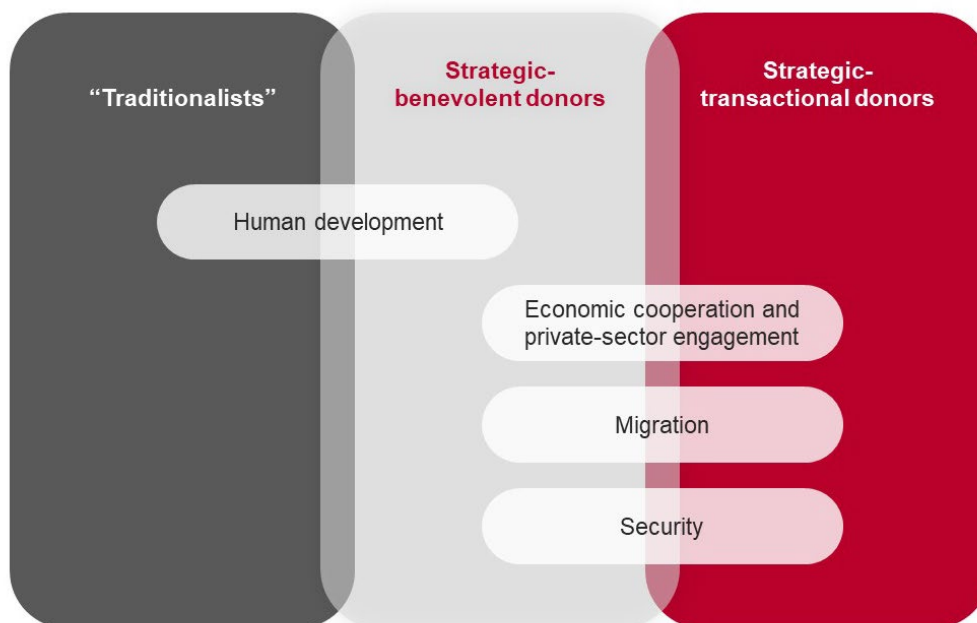 “Traditionalists”
Strategic-
benevolent donors
Strategic-
transactional donors
Human development
Economic cooperation and
private-sector engagement
Migration
Security